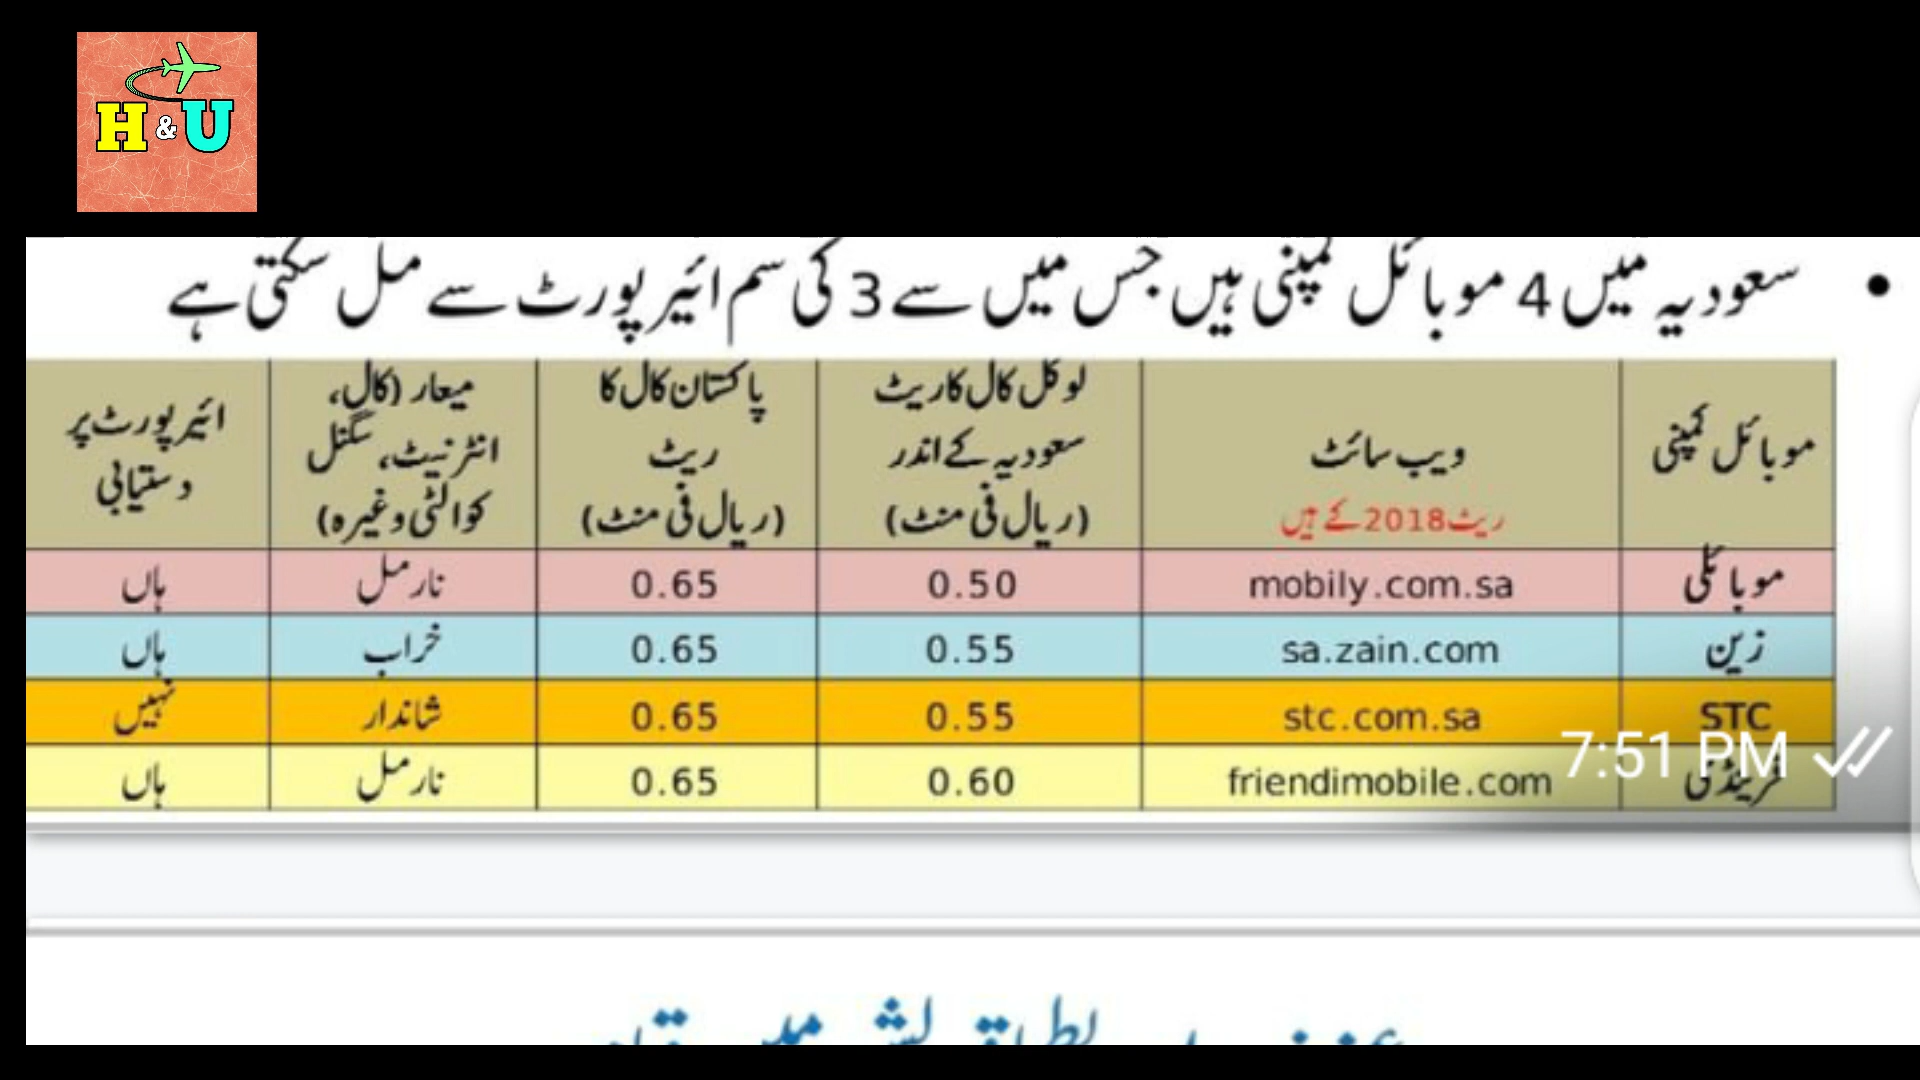 H & U
• سعودیہ میں 4 موبائل کمپنی ہیں جس میں سے 3 کی سم ائیر پورٹ سے مل سکتی ہے
موبائل کمپنی
ویب سائٹ
ریٹ 2018 کے ہیں
لوکل کال کا ریٹ
سعودیہ کے اندر
(ریال فی منٹ)
پاکستان کال کا
ریٹ
(ریال فی منٹ)
معیار (کال،
انٹرنیٹ، سگنل
کوالٹی وغیرہ)
ائیر پورٹ پر
دستیابی
موبائلی mobily.com.sa 0.50 0.65 نارمل ہاں
زین sa.zain.com 0.55 0.65 خراب ہاں
STC stc.com.sa 0.55 0.65 شاندار نہیں
فرینڈی friendimobile.com 0.60 0.65 نارمل ہاں
7:51 PM